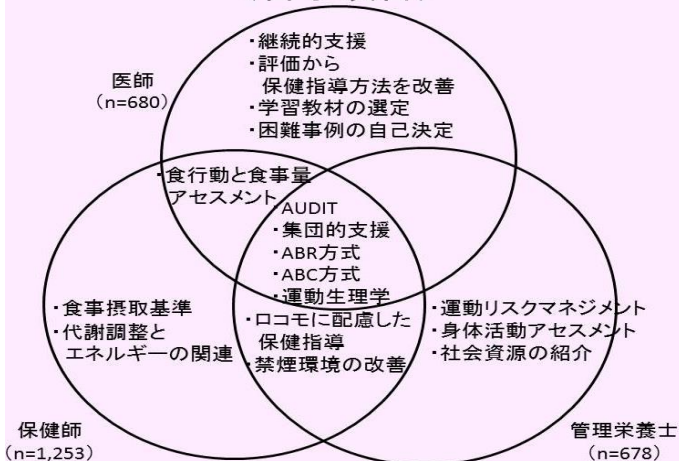 医師
（n=680）
・継続的支援
・評価から
保健指導方法を改善
・学習教材の選定
・困難事例の自己決定
・食行動と食事量
アセスメント
・AUDIT
・集団的支援
・ABR方式
・ABC方式
・運動生理学
・ロコモに配慮した
保健指導
・禁煙環境の改善
・食事摂取基準
・代謝調整と
エネルギーの関連
・運動リスクマネジメント
・身体活動アセスメント
・社会資源の紹介
保健師
（n=1,253）
管理栄養士
（n=678）